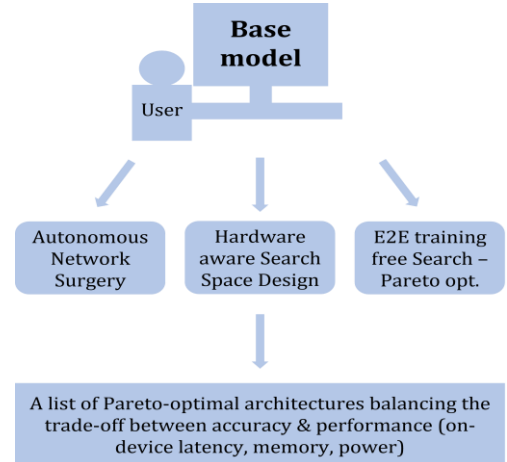 Base
model
User
Autonomous
Network
Surgery
Hardware
aware Search
Space Design
E2E training
free Search –
Pareto opt.
A list of Pareto-optimal architectures balancing the
trade-off between accuracy & performance (on-
device latency, memory, power)